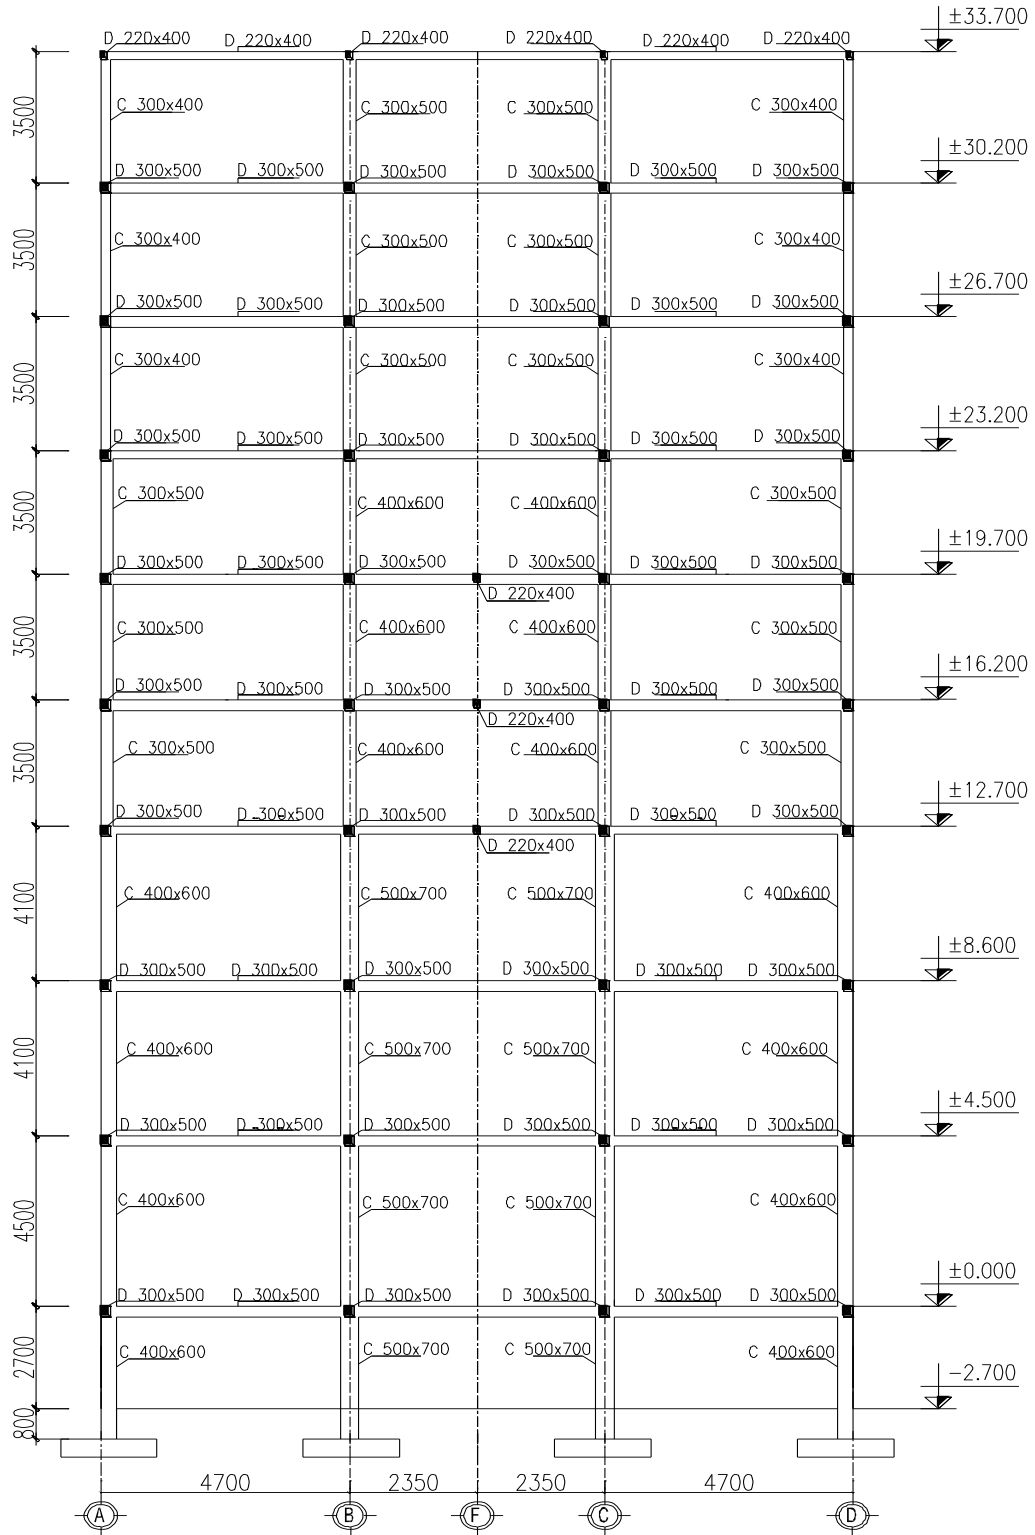 ±33.700
D 220x400 D 220x400 D 220x400 D 220x400 D 220x400 D 220x400
3500 C 300x400 C 300x500 C 300x500 C 300x400
±30.200
D 300x500 D 300x500 D 300x500 D 300x500 D 300x500 D 300x500
3500 C 300x400 C 300x500 C 300x500 C 300x400
±26.700
D 300x500 D 300x500 D 300x500 D 300x500 D 300x500 D 300x500
3500 C 300x400 C 300x500 C 300x500 C 300x400
±23.200
D 300x500 D 300x500 D 300x500 D 300x500 D 300x500 D 300x500
3500 C 300x500 C 400x600 C 400x600 C 300x500
±19.700
D 300x500 D 300x500 D 300x500 D 300x500 D 300x500 D 300x500
D 220x400
3500 C 300x500 C 400x600 C 400x600 C 300x500
±16.200
D 300x500 D 300x500 D 300x500 D 300x500 D 300x500 D 300x500
D 220x400
3500 C 300x500 C 400x600 C 400x600 C 300x500
±12.700
D 300x500 D 300x500 D 300x500 D 300x500 D 300x500 D 300x500
D 220x400
4100 C 400x600 C 500x700 C 500x700 C 400x600
±8.600
D 300x500 D 300x500 D 300x500 D 300x500 D 300x500 D 300x500
4100 C 400x600 C 500x700 C 500x700 C 400x600
±4.500
D 300x500 D 300x500 D 300x500 D 300x500 D 300x500 D 300x500
4500 C 400x600 C 500x700 C 500x700 C 400x600
±0.000
D 300x500 D 300x500 D 300x500 D 300x500 D 300x500 D 300x500
2700 C 400x600 C 500x700 C 500x700 C 400x600
-2.700
800
4700 2350 2350 4700
A B F C D